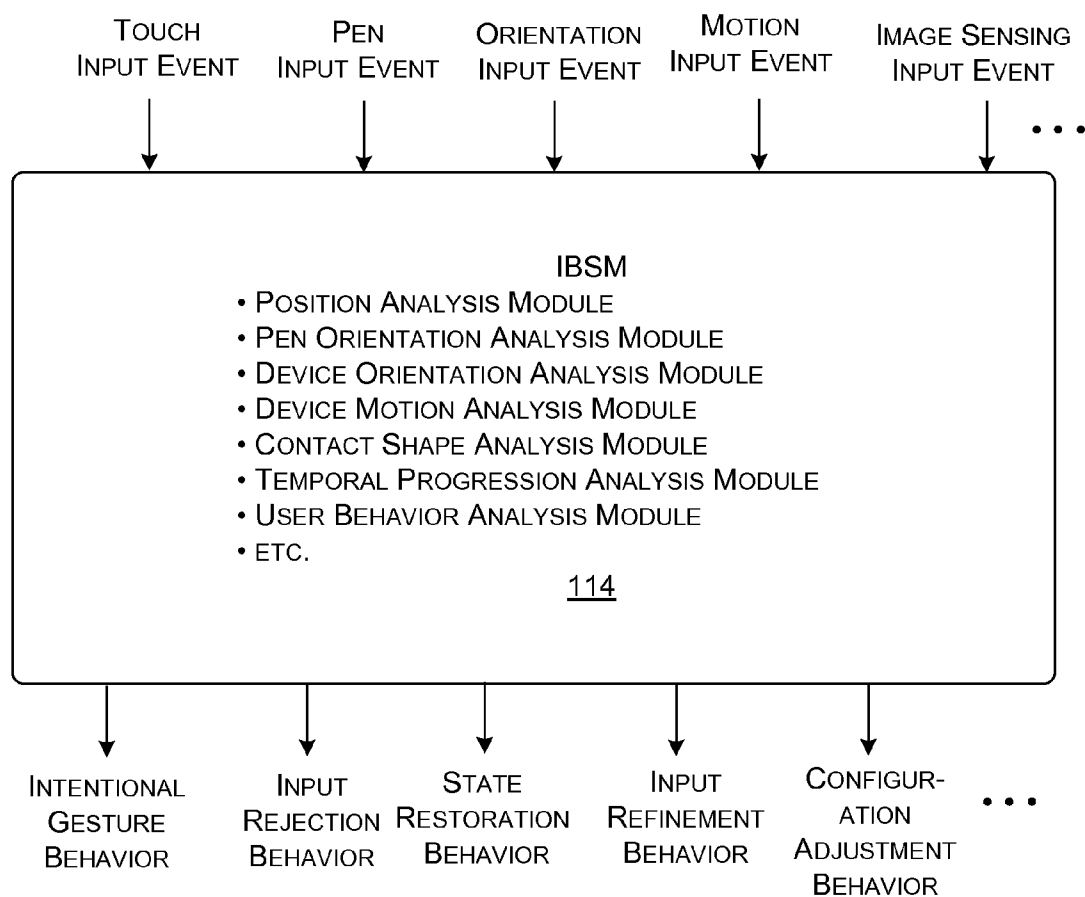 TOUCH
INPUT EVENT
PEN
INPUT EVENT
ORIENTATION
INPUT EVENT
MOTION
INPUT EVENT
IMAGE SENSING
INPUT EVENT
• • •
IBSM
• POSITION ANALYSIS MODULE
• PEN ORIENTATION ANALYSIS MODULE
• DEVICE ORIENTATION ANALYSIS MODULE
• DEVICE MOTION ANALYSIS MODULE
• CONTACT SHAPE ANALYSIS MODULE
• TEMPORAL PROGRESSION ANALYSIS MODULE
• USER BEHAVIOR ANALYSIS MODULE
• ETC.
114
INTENTIONAL
GESTURE
BEHAVIOR
INPUT
REJECTION
BEHAVIOR
STATE
RESTORATION
BEHAVIOR
INPUT
REFINEMENT
BEHAVIOR
CONFIGUR-
ATION
ADJUSTMENT
BEHAVIOR
• • •